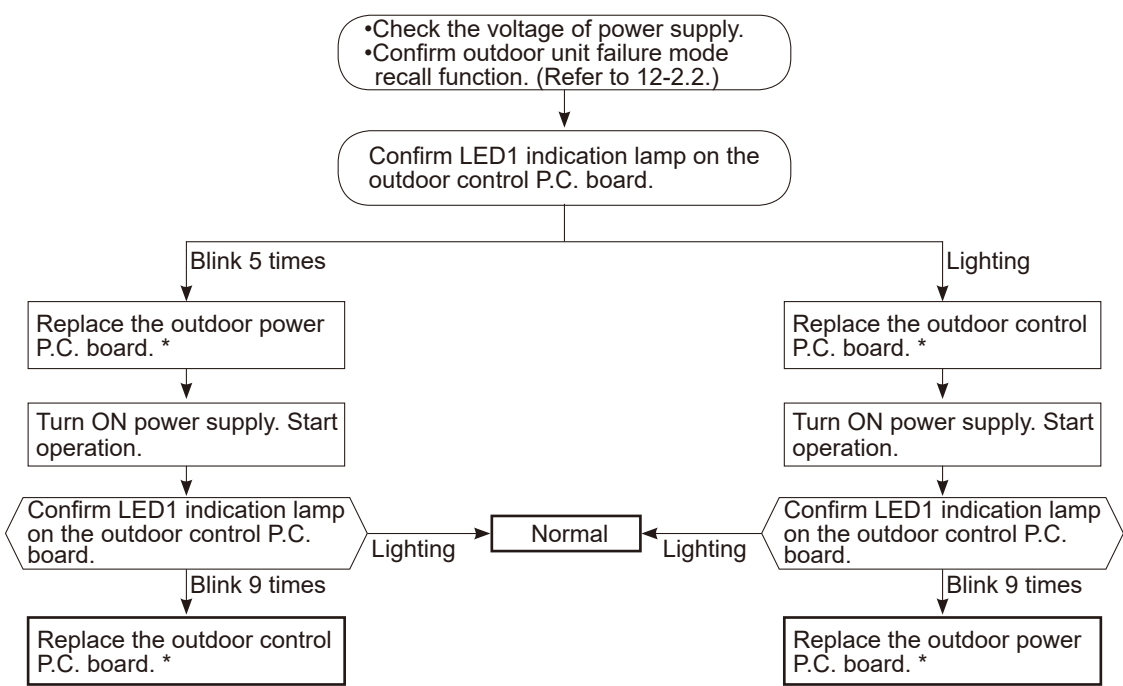 •Check the voltage of power supply.
•Confirm outdoor unit failure mode
recall function. (Refer to 12-2.2.)
Confirm LED1 indication lamp on the
outdoor control P.C. board.
Blink 5 times
Lighting
Replace the outdoor power
P.C. board. *
Replace the outdoor control
P.C. board. *
Turn ON power supply. Start
operation.
Turn ON power supply. Start
operation.
Confirm LED1 indication lamp
on the outdoor control P.C.
board.
Lighting
Normal
Lighting
Confirm LED1 indication lamp
on the outdoor control P.C.
board.
Blink 9 times
Blink 9 times
Replace the outdoor control
P.C. board. *
Replace the outdoor power
P.C. board. *